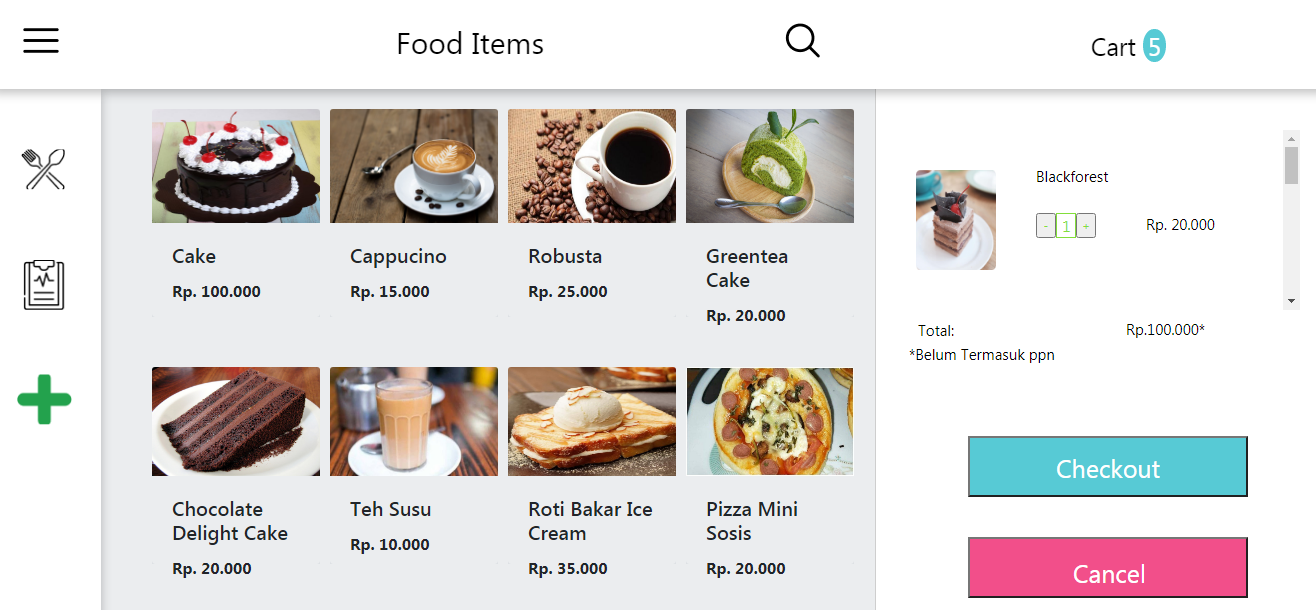 Food Items
Cart 5
Cake
Rp. 100.000
Cappucino
Rp. 15.000
Robusta
Rp. 25.000
Greentea
Cake
Rp. 20.000
Chocolate
Delight Cake
Rp. 20.000
Teh Susu
Rp. 10.000
Roti Bakar Ice
Cream
Rp. 35.000
Pizza Mini
Sosis
Rp. 20.000
Blackforest
- 1 +
Rp. 20.000
Total:
Rp.100.000*
*Belum Termasuk ppn
Checkout
Cancel